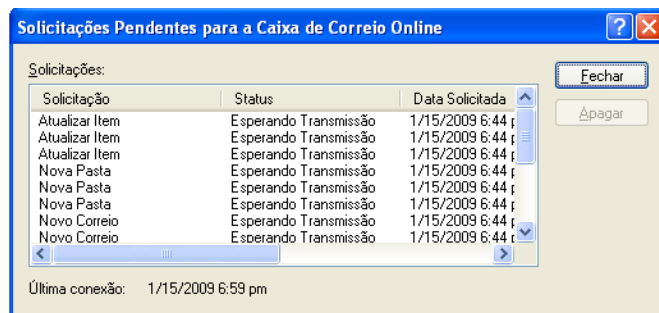 Solicitações Pendentes para a Caixa de Correio Online
Solicitações:
Fechar
Solicitação Status Data Solicitada
Apagar
Atualizar Item Esperando Transmissão 1/15/2009 6:44 p
Atualizar Item Esperando Transmissão 1/15/2009 6:44 p
Atualizar Item Esperando Transmissão 1/15/2009 6:44 p
Nova Pasta Esperando Transmissão 1/15/2009 6:44 p
Nova Pasta Esperando Transmissão 1/15/2009 6:44 p
Nova Pasta Esperando Transmissão 1/15/2009 6:44 p
Novo Correio Esperando Transmissão 1/15/2009 6:44 p
Novo Correio Esperando Transmissão 1/15/2009 6:44 p
Última conexão: 1/15/2009 6:59 pm